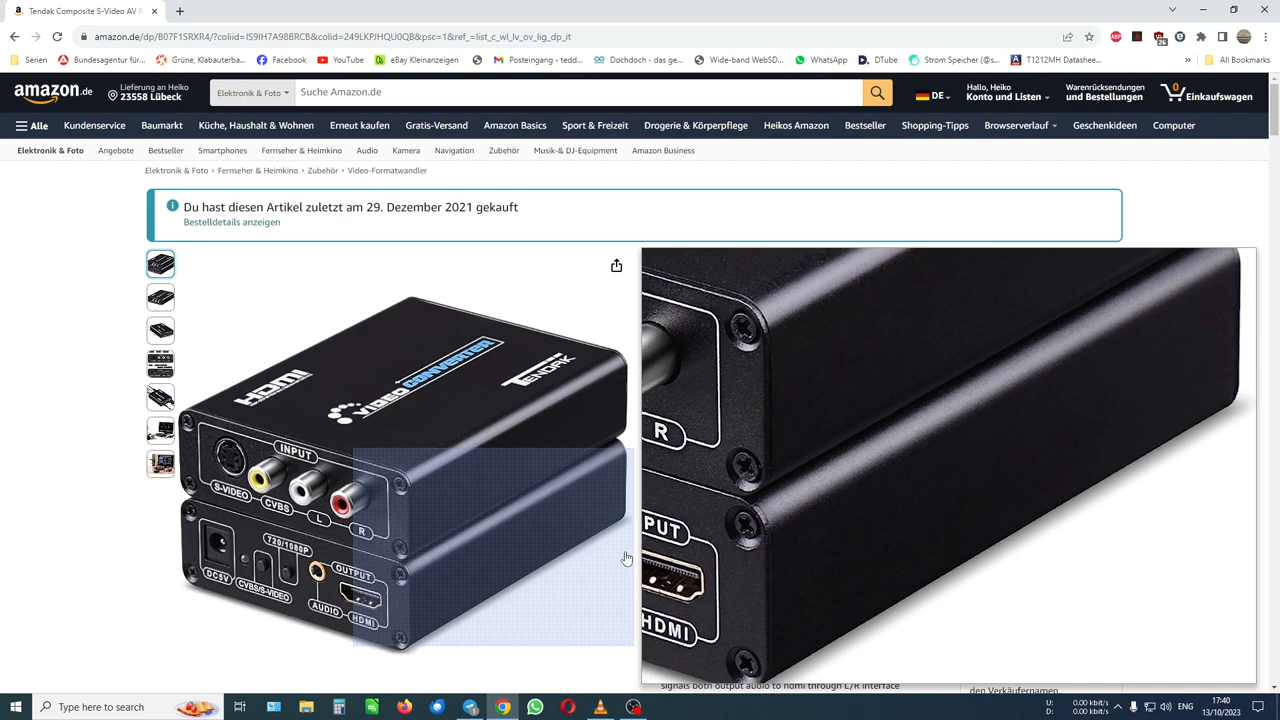 Tendak Composite S-Video AV F
amazon.de/dp/B07F1SRXR4/?coliid=IS9IH7A98BRCB&colid=249LKPJHQU0QB&psc=1&ref_=list_c_wl_lv_ov_lig_dp_it
Serien
Bundesagentur für...
Grüne, Klabauterba...
Facebook
YouTube
eBay Kleinanzeigen
Posteingang - tedd...
Dochdoch - das ge...
Wide-band WebSD...
WhatsApp
DTube
Strom Speicher (@s...
T1212MH Datashee...
»
All Bookmarks
amazon.de
Lieferung an Heiko
23558 Lübeck
Elektronik & Foto
Suche Amazon.de
DE
Hallo, Heiko
Konto und Listen
Warenrücksendungen
und Bestellungen
0
Einkaufswagen
Alle
Kundenservice
Baumarkt
Küche, Haushalt & Wohnen
Erneut kaufen
Gratis-Versand
Amazon Basics
Sport & Freizeit
Drogerie & Körperpflege
Heikos Amazon
Bestseller
Shopping-Tipps
Browserverlauf
Geschenkideen
Computer
Elektronik & Foto
Angebote
Bestseller
Smartphones
Fernseher & Heimkino
Audio
Kamera
Navigation
Zubehör
Musik-& DJ-Equipment
Amazon Business
Elektronik & Foto › Fernseher & Heimkino › Zubehör › Video-Formatwandler
Du hast diesen Artikel zuletzt am 29. Dezember 2021 gekauft
Bestelldetails anzeigen
HDMI
VIDEO CONVERTER
TENDAK
INPUT
S-VIDEO
CVBS
L
R
720/1080P
DC5V
CVBS/S-VIDEO
OUTPUT
AUDIO
HDMI
R
PUT
HDMI
signals both output audio to hdmi through L/R interface
den Verkäufernamen
Type here to search
U: 0.00 kbit/s
D: 0.00 kbit/s
ENG
17:40
13/10/2023